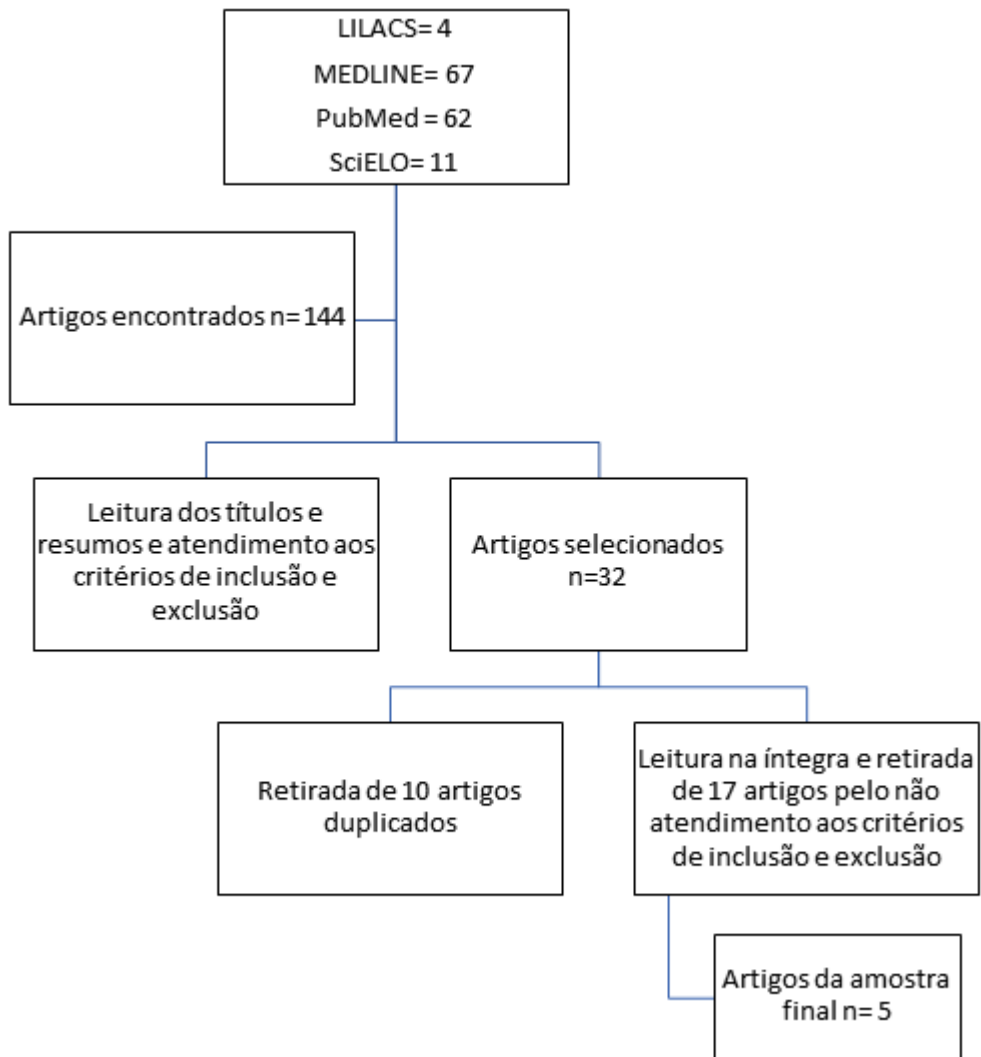 LILACS= 4
MEDLINE= 67
PubMed = 62
SciELO= 11
Artigos encontrados n= 144
Leitura dos títulos e
resumos e atendimento aos
critérios de inclusão e
exclusão
Artigos selecionados
n=32
Retirada de 10 artigos
duplicados
Leitura na íntegra e retirada
de 17 artigos pelo não
atendimento aos critérios
de inclusão e exclusão
Artigos da amostra
final n= 5